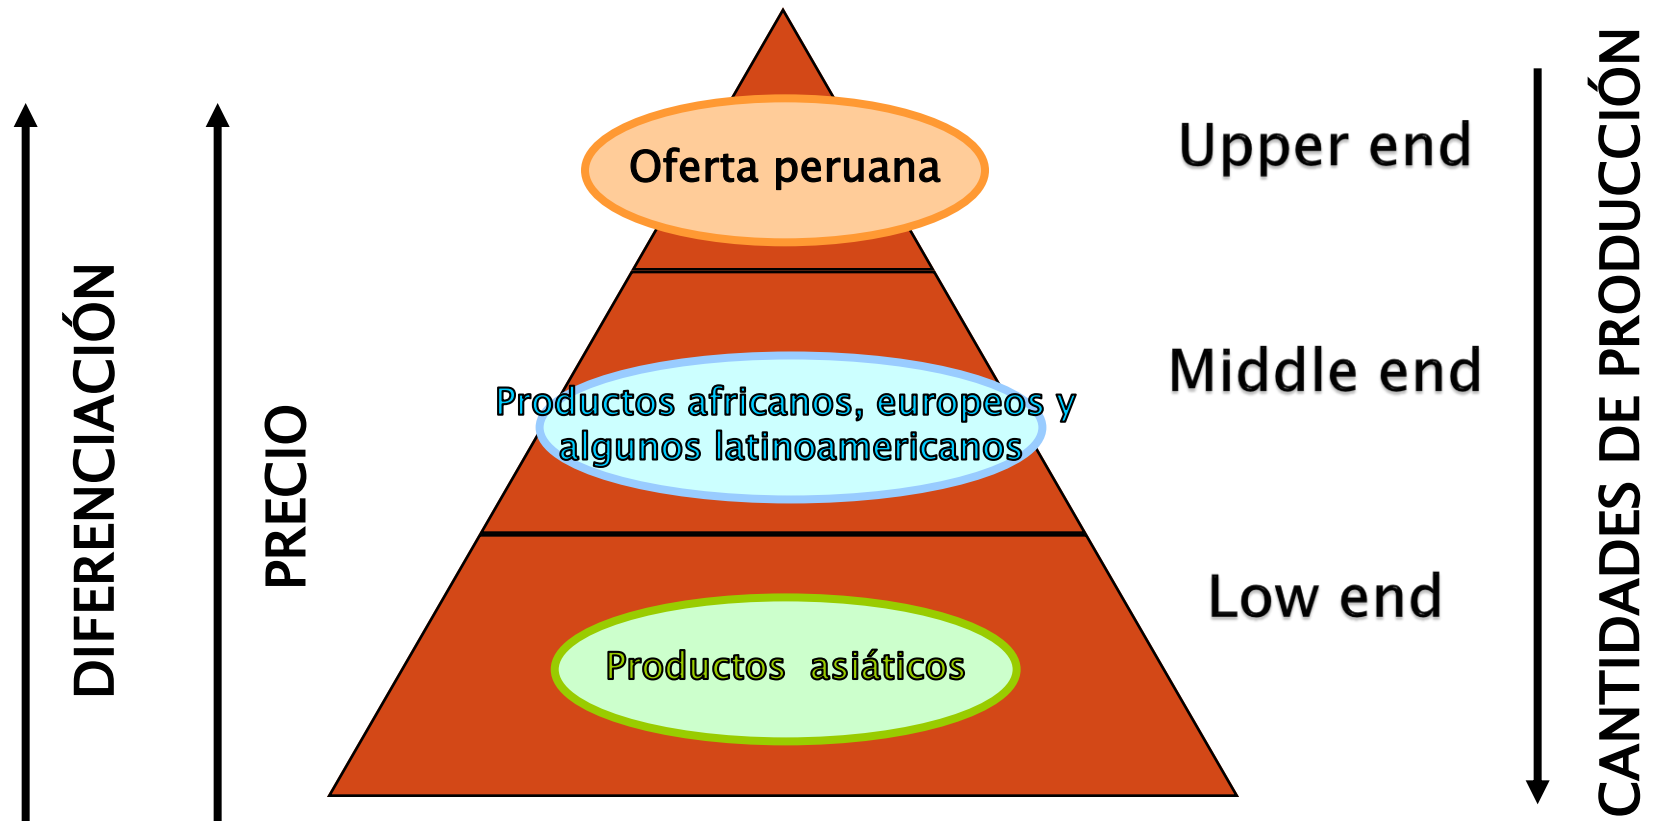 DIFERENCIACIÓN
PRECIO
Oferta peruana
Productos africanos, europeos y
algunos latinoamericanos
Productos asiáticos
Upper end
Middle end
Low end
CANTIDADES DE PRODUCCIÓN